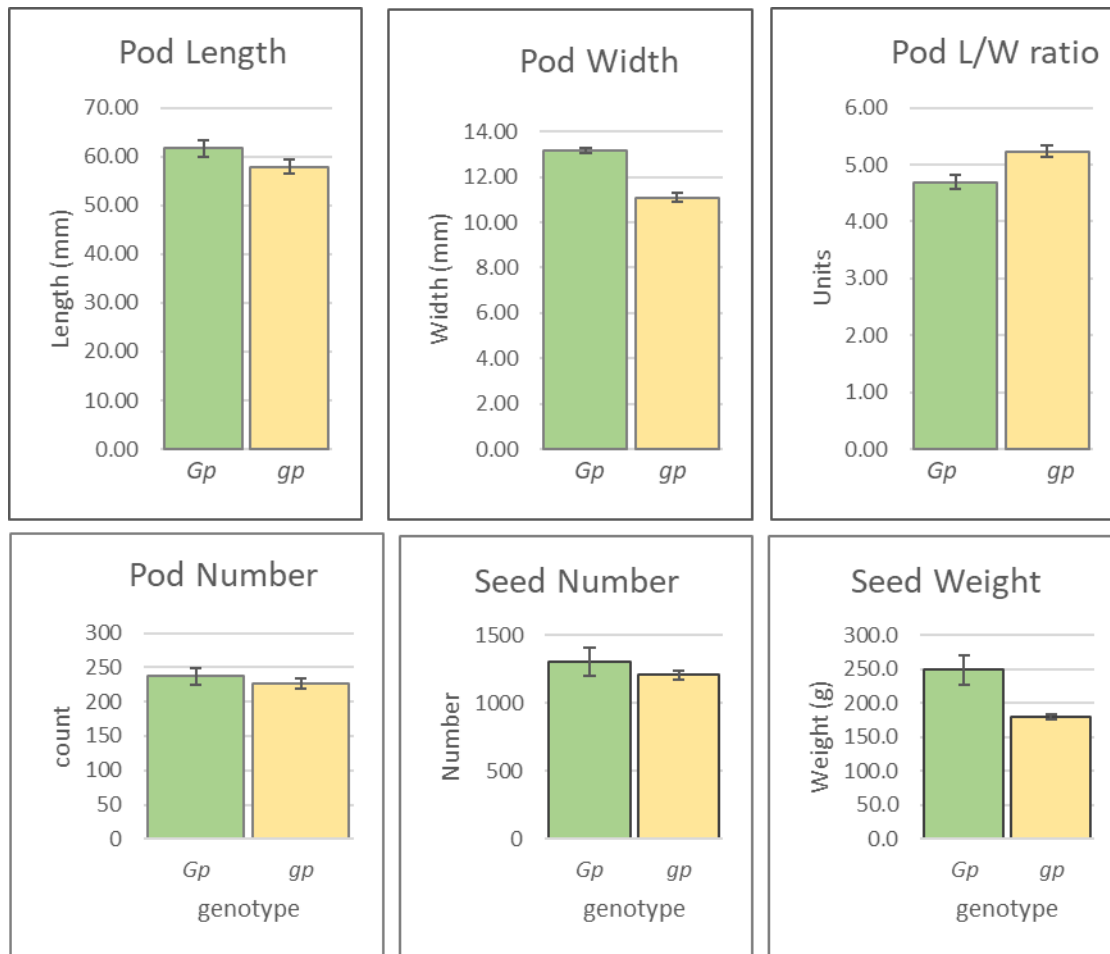 Pod Length
70.00
60.00
50.00
40.00
30.00
20.00
10.00
0.00
Length (mm)
Gp gp
Pod Width
14.00
12.00
10.00
8.00
6.00
4.00
2.00
0.00
Width (mm)
Gp gp
Pod L/W ratio
6.00
5.00
4.00
3.00
2.00
1.00
0.00
Units
Gp gp
Pod Number
300
250
200
150
100
50
0
count
Gp gp
genotype
Seed Number
1500
1000
500
0
Number
Gp gp
genotype
Seed Weight
300.0
250.0
200.0
150.0
100.0
50.0
0.0
Weight (g)
Gp gp
genotype